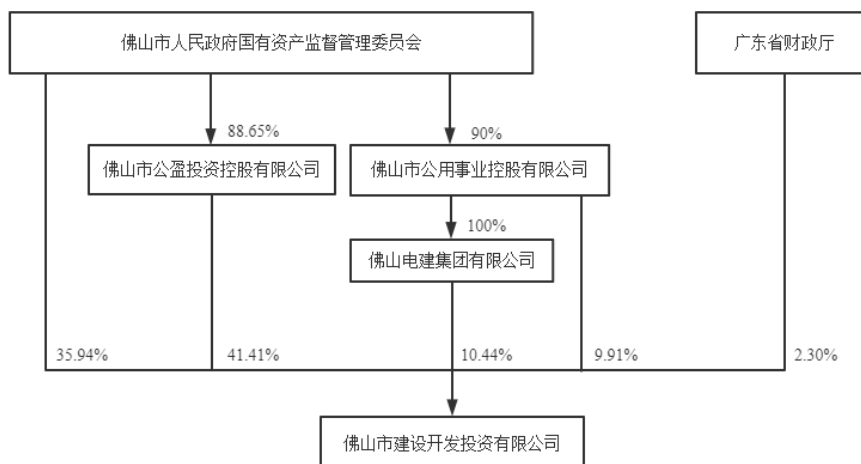 佛山市人民政府国有资产监督管理委员会
广东省财政厅
88.65%
90%
佛山市公盈投资控股有限公司
佛山市公用事业控股有限公司
100%
佛山电建集团有限公司
35.94%
41.41%
10.44%
9.91%
2.30%
佛山市建设开发投资有限公司